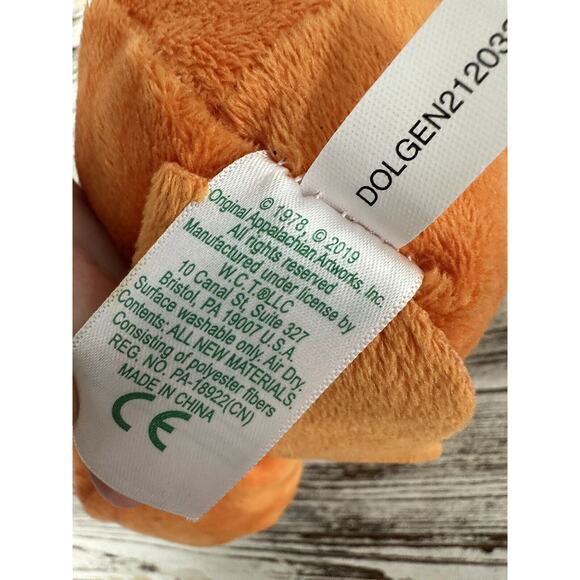 © 1978, © 2019
Original Appalachian Artworks, Inc.
All rights reserved
Manufactured under license by
W.C.T®LLC
10 Canal St. Suite 327
Bristol, PA 19007 U.S.A.
Surface washable only. Air Dry.
Contents: ALL NEW MATERIALS.
Consisting of polyester fibers
REG. NO. PA-18922(CN)
MADE IN CHINA
CE